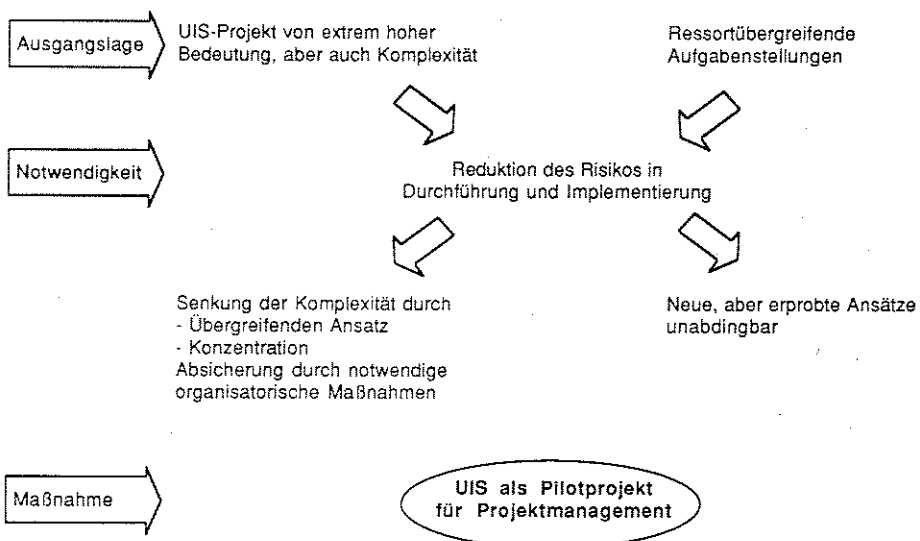 Ausgangslage
UIS-Projekt von extrem hoher
Bedeutung, aber auch Komplexität
Ressortübergreifende
Aufgabenstellungen
Notwendigkeit
Reduktion des Risikos in
Durchführung und Implementierung
Senkung der Komplexität durch
- Übergreifenden Ansatz
- Konzentration
Absicherung durch notwendige
organisatorische Maßnahmen
Neue, aber erprobte Ansätze
unabdingbar
Maßnahme
UIS als Pilotprojekt
für Projektmanagement